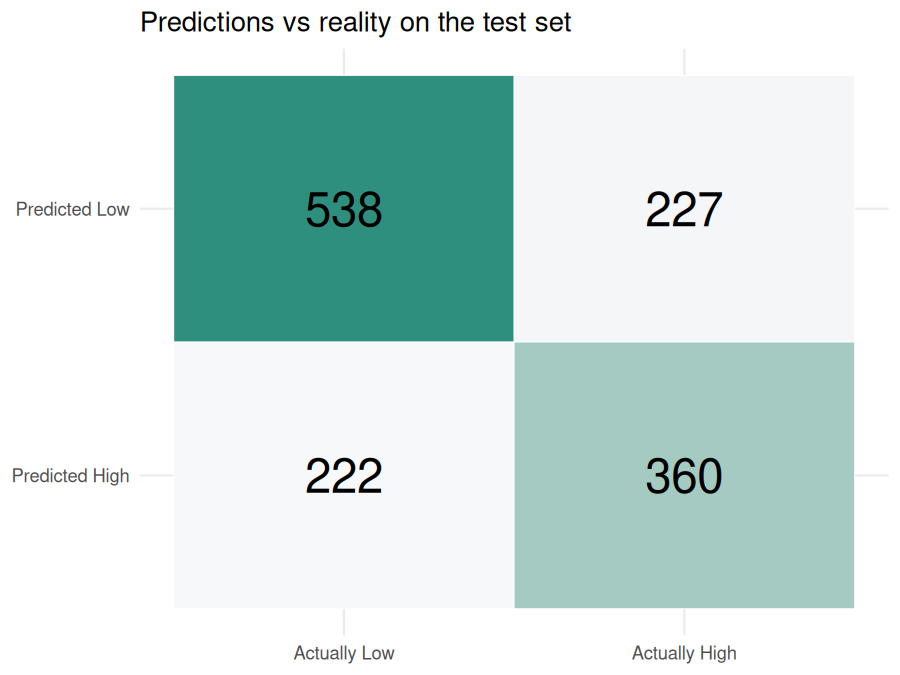 Predictions vs reality on the test set
Predicted Low
538
227
Predicted High
222
360
Actually Low
Actually High